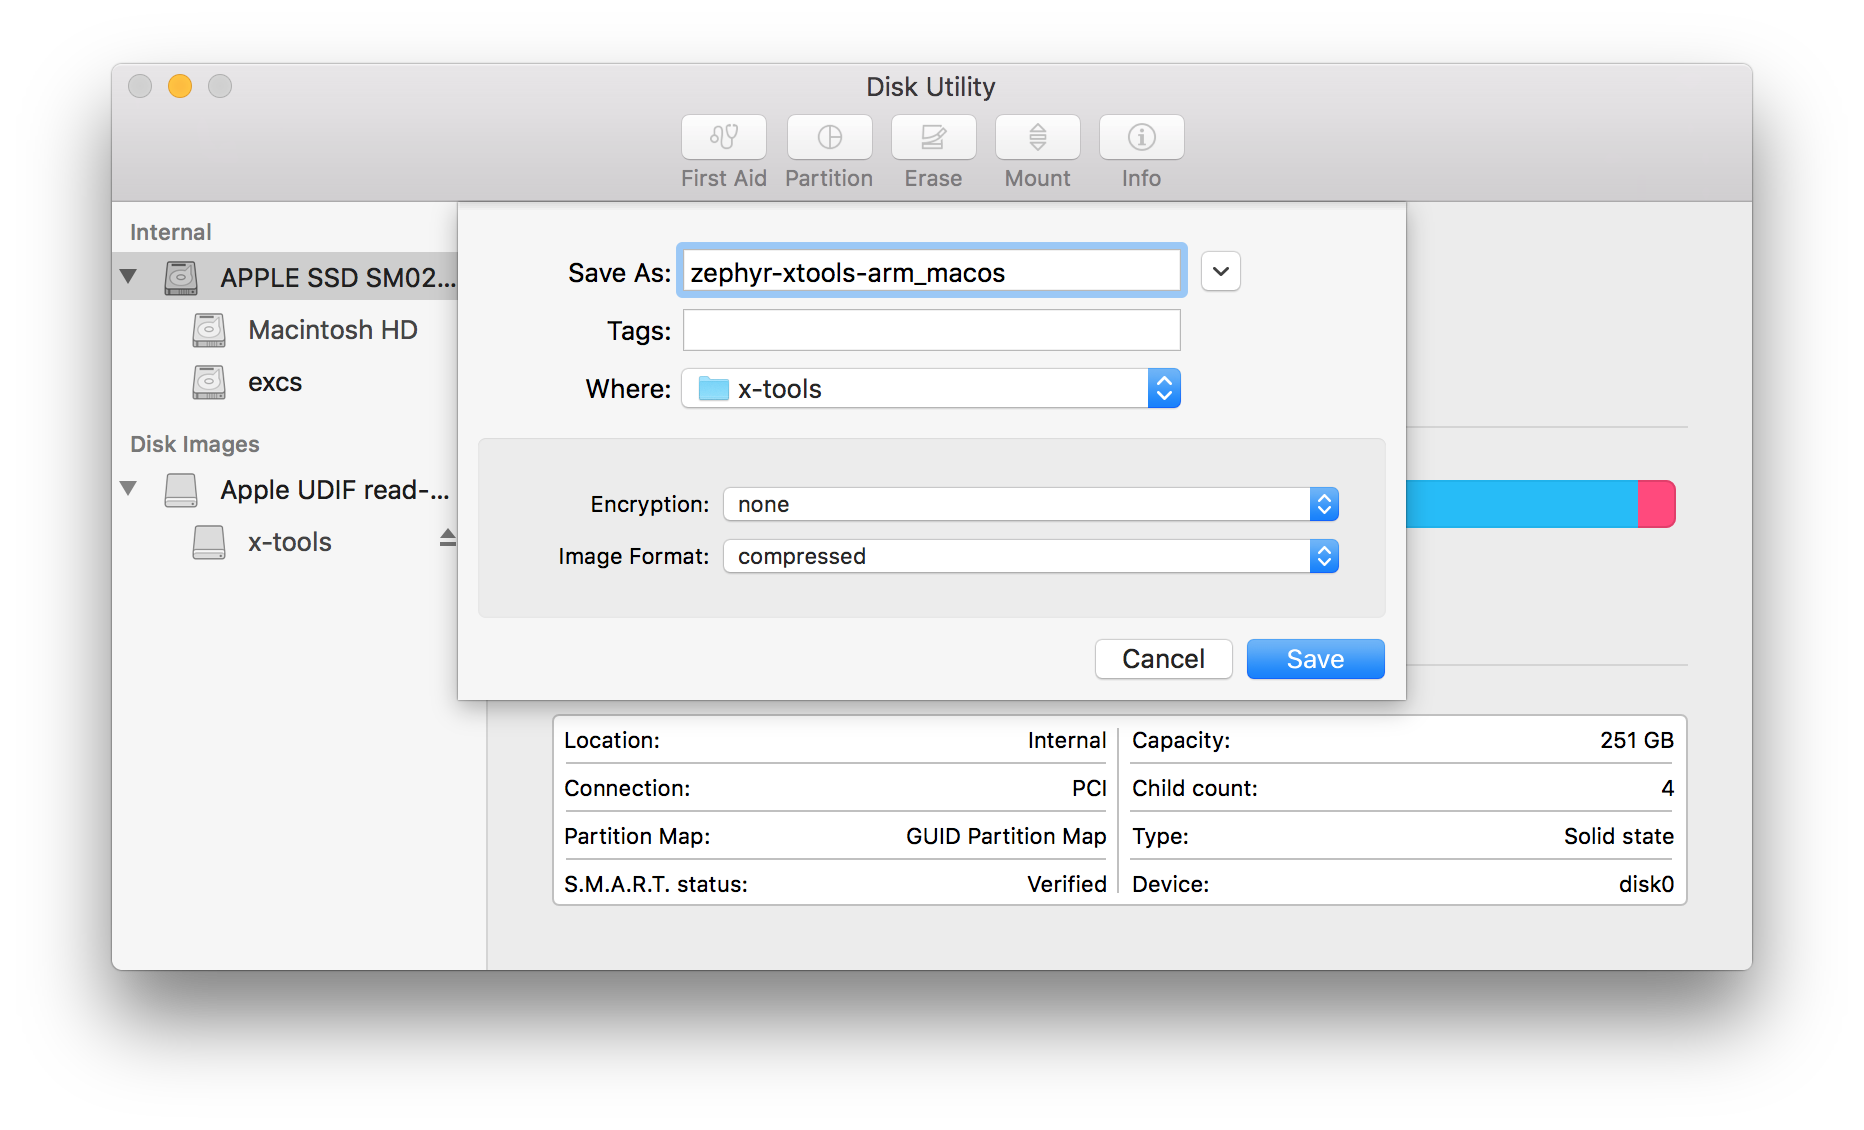 Disk Utility
First Aid
Partition
Erase
Mount
Info
Internal
APPLE SSD SM02...
Macintosh HD
excs
Disk Images
Apple UDIF read-...
x-tools
Save As: zephyr-xtools-arm_macos
Tags:
Where: x-tools
Encryption: none
Image Format: compressed
Cancel
Save
Location: Internal
Connection: PCI
Partition Map: GUID Partition Map
S.M.A.R.T. status: Verified
Capacity: 251 GB
Child count: 4
Type: Solid state
Device: disk0